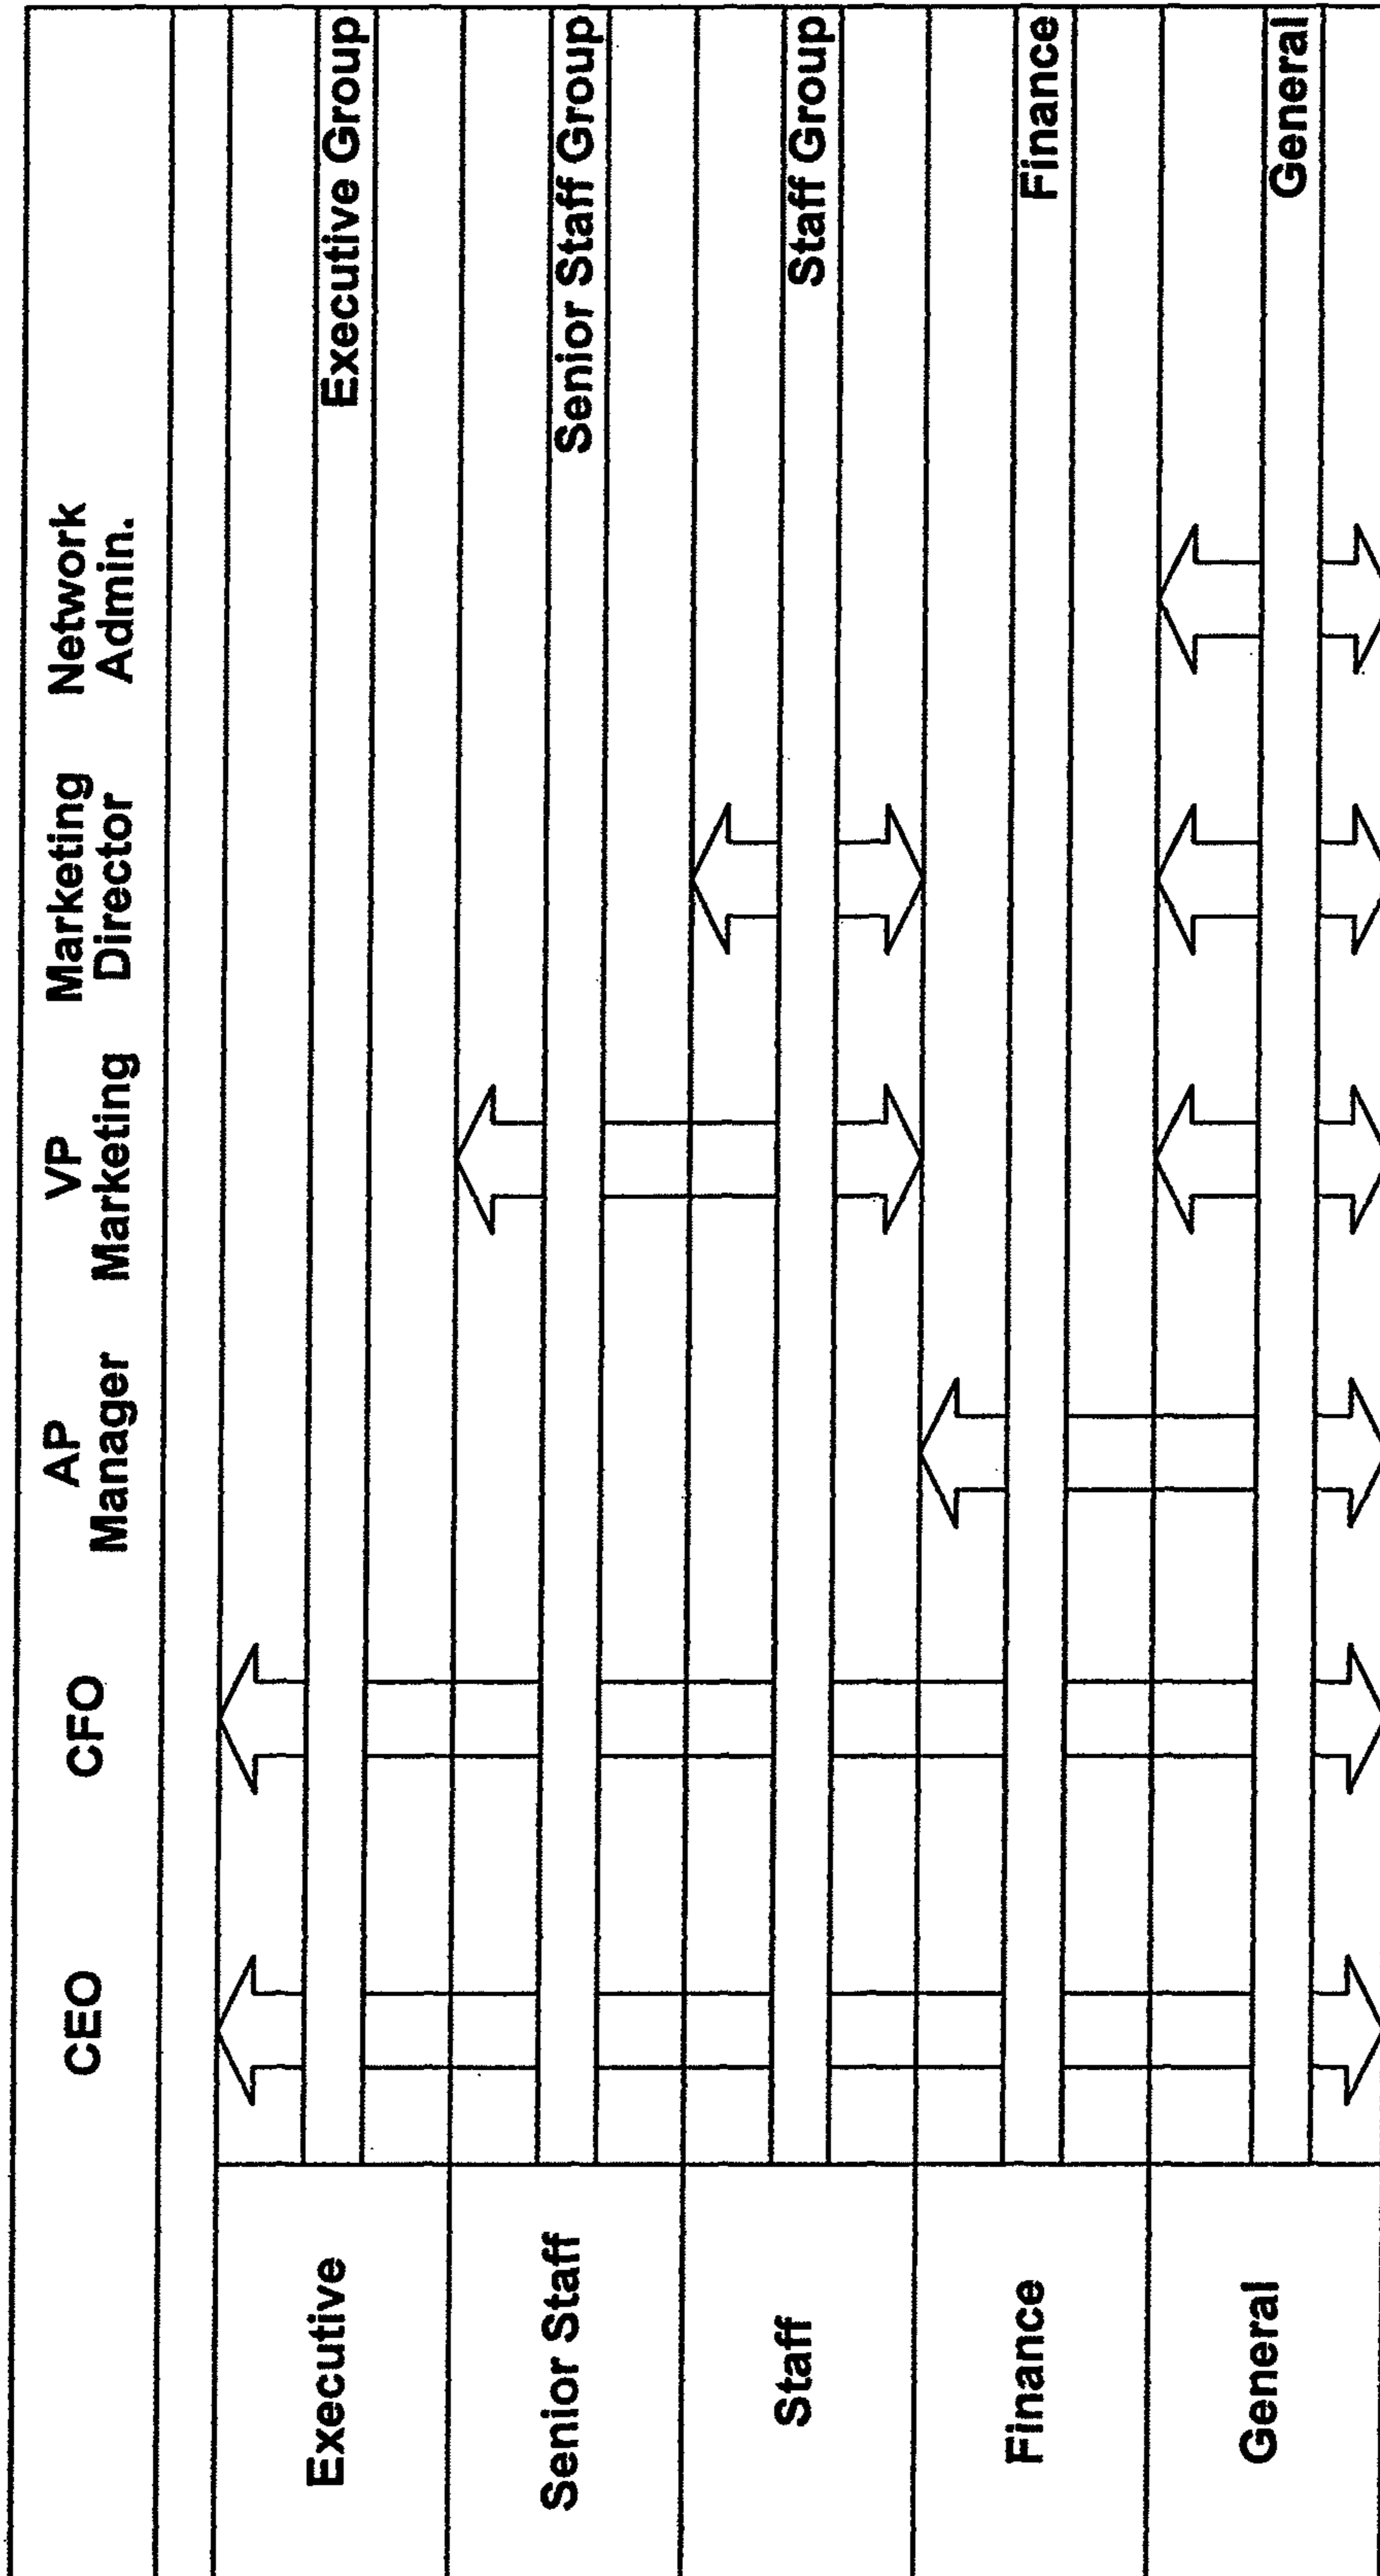 CEO
CFO
AP
Manager
VP
Marketing
Marketing
Director
Network
Admin.
Executive
Executive Group
Senior Staff
Senior Staff Group
Staff
Staff Group
Finance
Finance
General
General